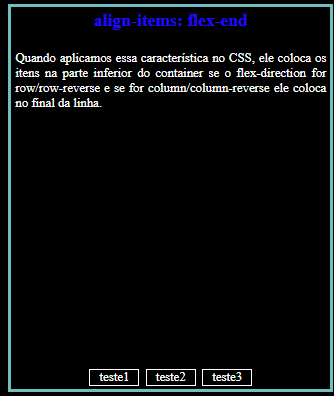 align-items: flex-end
Quando aplicamos essa característica no CSS, ele coloca os
itens na parte inferior do container se o flex-direction for
row/row-reverse e se for column/column-reverse ele coloca
no final da linha.
teste1 teste2 teste3